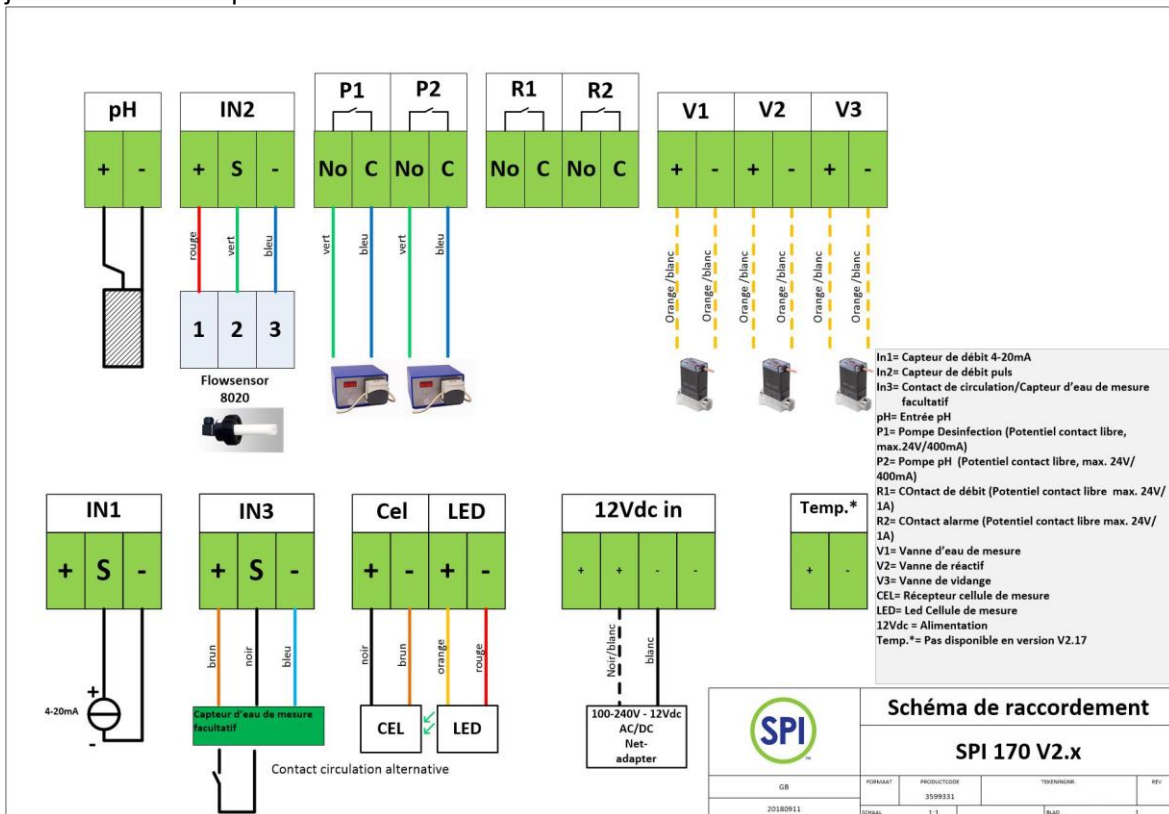 pH
IN2
P1
P2
R1
R2
V1
V2
V3
+ -
+ S -
No C No C
No C No C
+ - + - + -
rouge
vert
bleu
vert
bleu
vert
bleu
Orange /blanc
Orange /blanc
Orange /blanc
Orange /blanc
Orange /blanc
Orange /blanc
1 2 3
Flowsensor
8020
In1= Capteur de débit 4-20mA
In2= Capteur de débit puls
In3= Contact de circulation/Capteur d'eau de mesure
facultatif
pH= Entrée pH
P1= Pompe Desinfection (Potentiel contact libre,
max.24V/400mA)
P2= Pompe pH (Potentiel contact libre, max. 24V/
400mA)
R1= COntact de débit (Potentiel contact libre max. 24V/
1A)
R2= COntact alarme (Potentiel contact libre max. 24V/
1A)
V1= Vanne d'eau de mesure
V2= Vanne de réactif
V3= Vanne de vidange
CEL= Récepteur cellule de mesure
LED= Led Cellule de mesure
12Vdc = Alimentation
Temp.*= Pas disponible en version V2.17
IN1
IN3
Cel
LED
12Vdc in
Temp.*
+ S -
+ S -
+ - + -
+ + - -
+ -
brun
noir
bleu
noir
brun
orange
rouge
Noir/blanc
blanc
+
4-20mA
-
Capteur d'eau de mesure
facultatif
CEL
LED
100-240V - 12Vdc
AC/DC
Net-
adapter
Contact circulation alternative
SPI
Schéma de raccordement
SPI 170 V2.x
GB
FORMAAT
PRODUCTCODE
TEKENINGNR.
REV
3599331
20180911
SCHAAL
1:1
BLAD
1